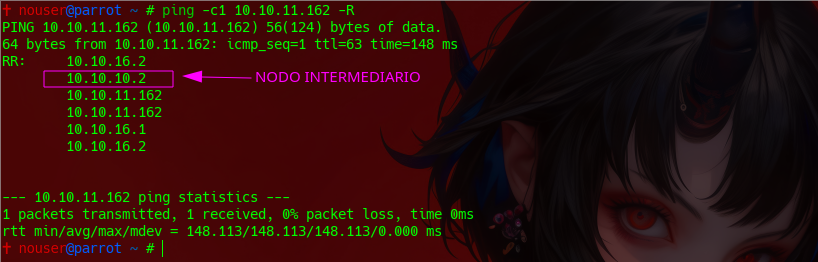 ✝ nouser@parrot ~ # ping -c1 10.10.11.162 -R
PING 10.10.11.162 (10.10.11.162) 56(124) bytes of data.
64 bytes from 10.10.11.162: icmp_seq=1 ttl=63 time=148 ms
RR: 10.10.16.2
10.10.10.2 NODO INTERMEDIARIO
10.10.11.162
10.10.11.162
10.10.16.1
10.10.16.2
--- 10.10.11.162 ping statistics ---
1 packets transmitted, 1 received, 0% packet loss, time 0ms
rtt min/avg/max/mdev = 148.113/148.113/148.113/0.000 ms
✝ nouser@parrot ~ #